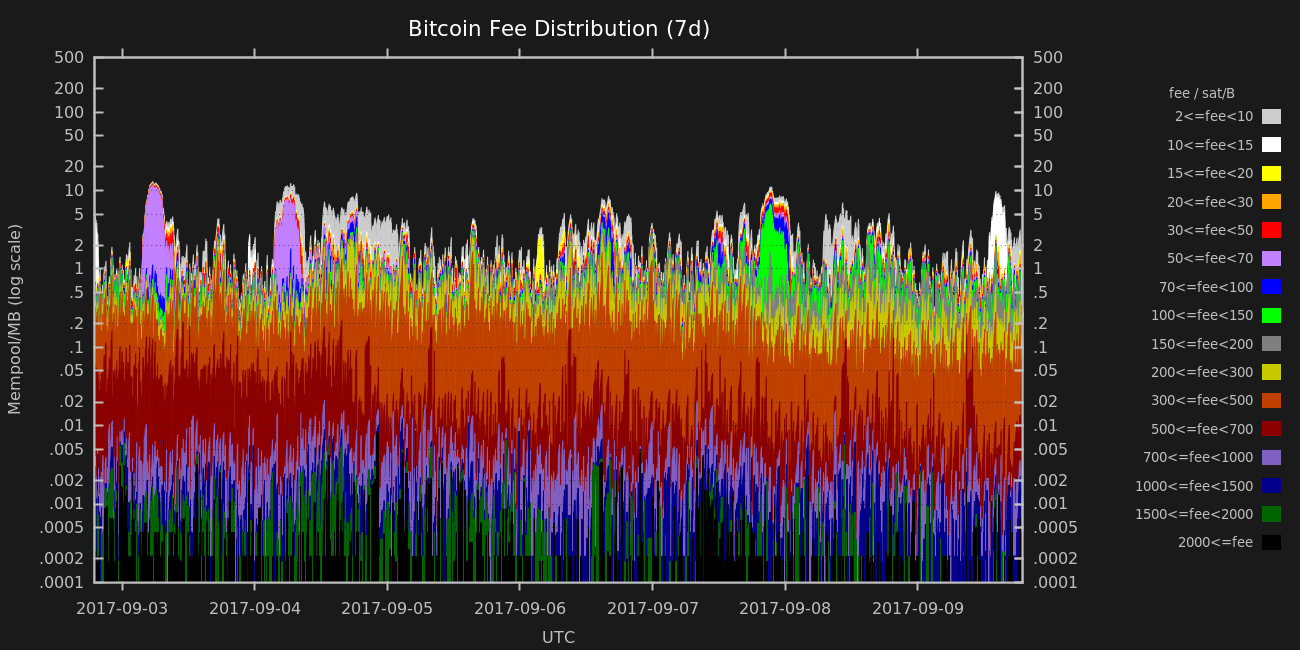 Bitcoin Fee Distribution (7d)
Mempool/MB (log scale)
500
200
100
50
20
10
5
2
1
.5
.2
.1
.05
.02
.01
.005
.002
.001
.0005
.0002
.0001
500
200
100
50
20
10
5
2
1
.5
.2
.1
.05
.02
.01
.005
.002
.001
.0005
.0002
.0001
2017-09-03 2017-09-04 2017-09-05 2017-09-06 2017-09-07 2017-09-08 2017-09-09
UTC
fee / sat/B
2<=fee<10
10<=fee<15
15<=fee<20
20<=fee<30
30<=fee<50
50<=fee<70
70<=fee<100
100<=fee<150
150<=fee<200
200<=fee<300
300<=fee<500
500<=fee<700
700<=fee<1000
1000<=fee<1500
1500<=fee<2000
2000<=fee